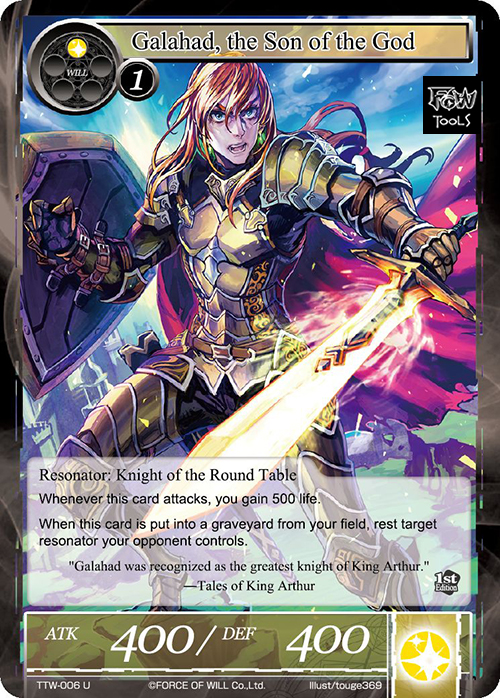 Galahad, the Son of the God
WILL
1
FOW
TOOLS
Resonator: Knight of the Round Table
Whenever this card attacks, you gain 500 life.
When this card is put into a graveyard from your field, rest target
resonator your opponent controls.
"Galahad was recognized as the greatest knight of King Arthur."
—Tales of King Arthur
1st
Edition
ATK 400 / DEF 400
TTW-006 U ©FORCE OF WILL Co.,Ltd. Illust/touge369